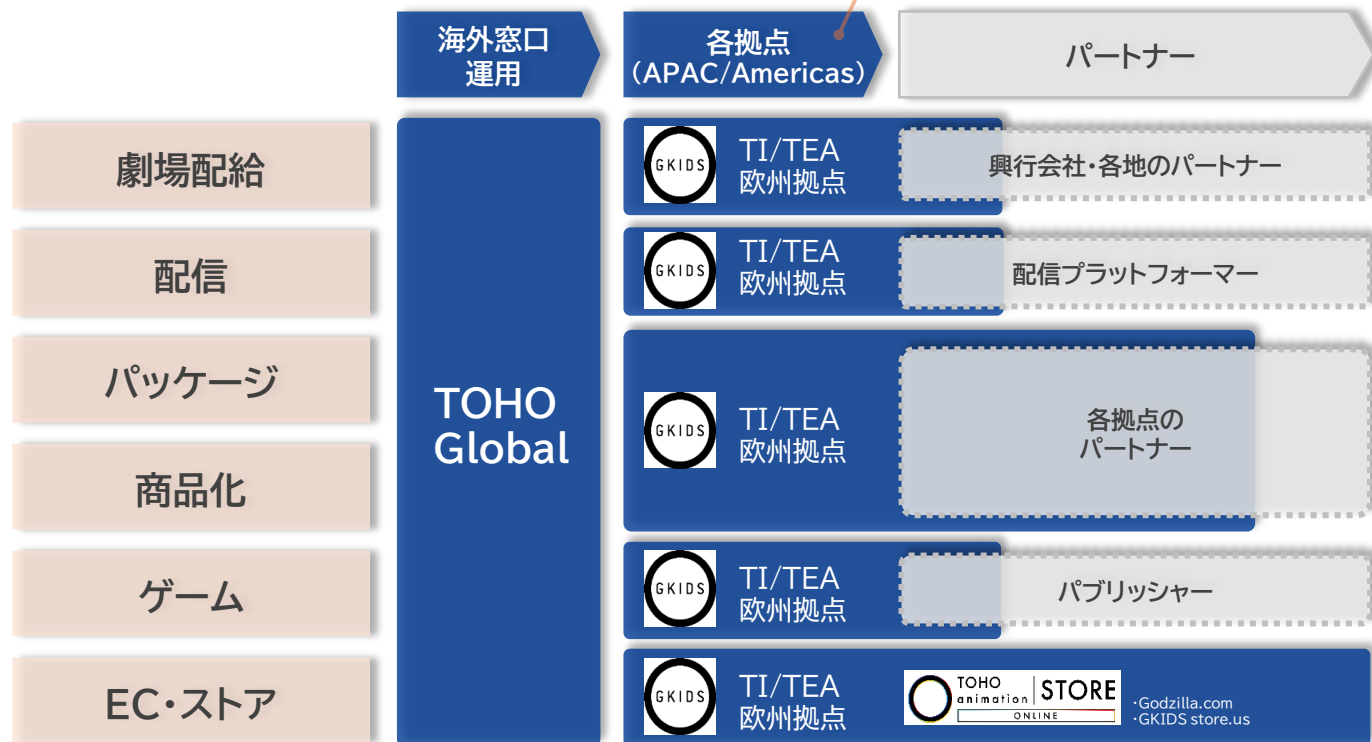 海外窓口
運用
各拠点
(APAC/Americas)
パートナー
劇場配給
GKIDS
TI/TEA
欧州拠点
興行会社・各地のパートナー
配信
GKIDS
TI/TEA
欧州拠点
配信プラットフォーマー
パッケージ
商品化
TOHO
Global
GKIDS
TI/TEA
欧州拠点
各拠点の
パートナー
ゲーム
GKIDS
TI/TEA
欧州拠点
パブリッシャー
EC・ストア
GKIDS
TI/TEA
欧州拠点
TOHO
animation
STORE
ONLINE
・Godzilla.com
・GKIDS store.us